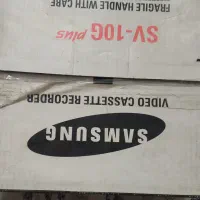 SAMSUNG
VIDEO CASSETTE RECORDER
SV-10G plus
FRAGILE HANDLE WITH CARE